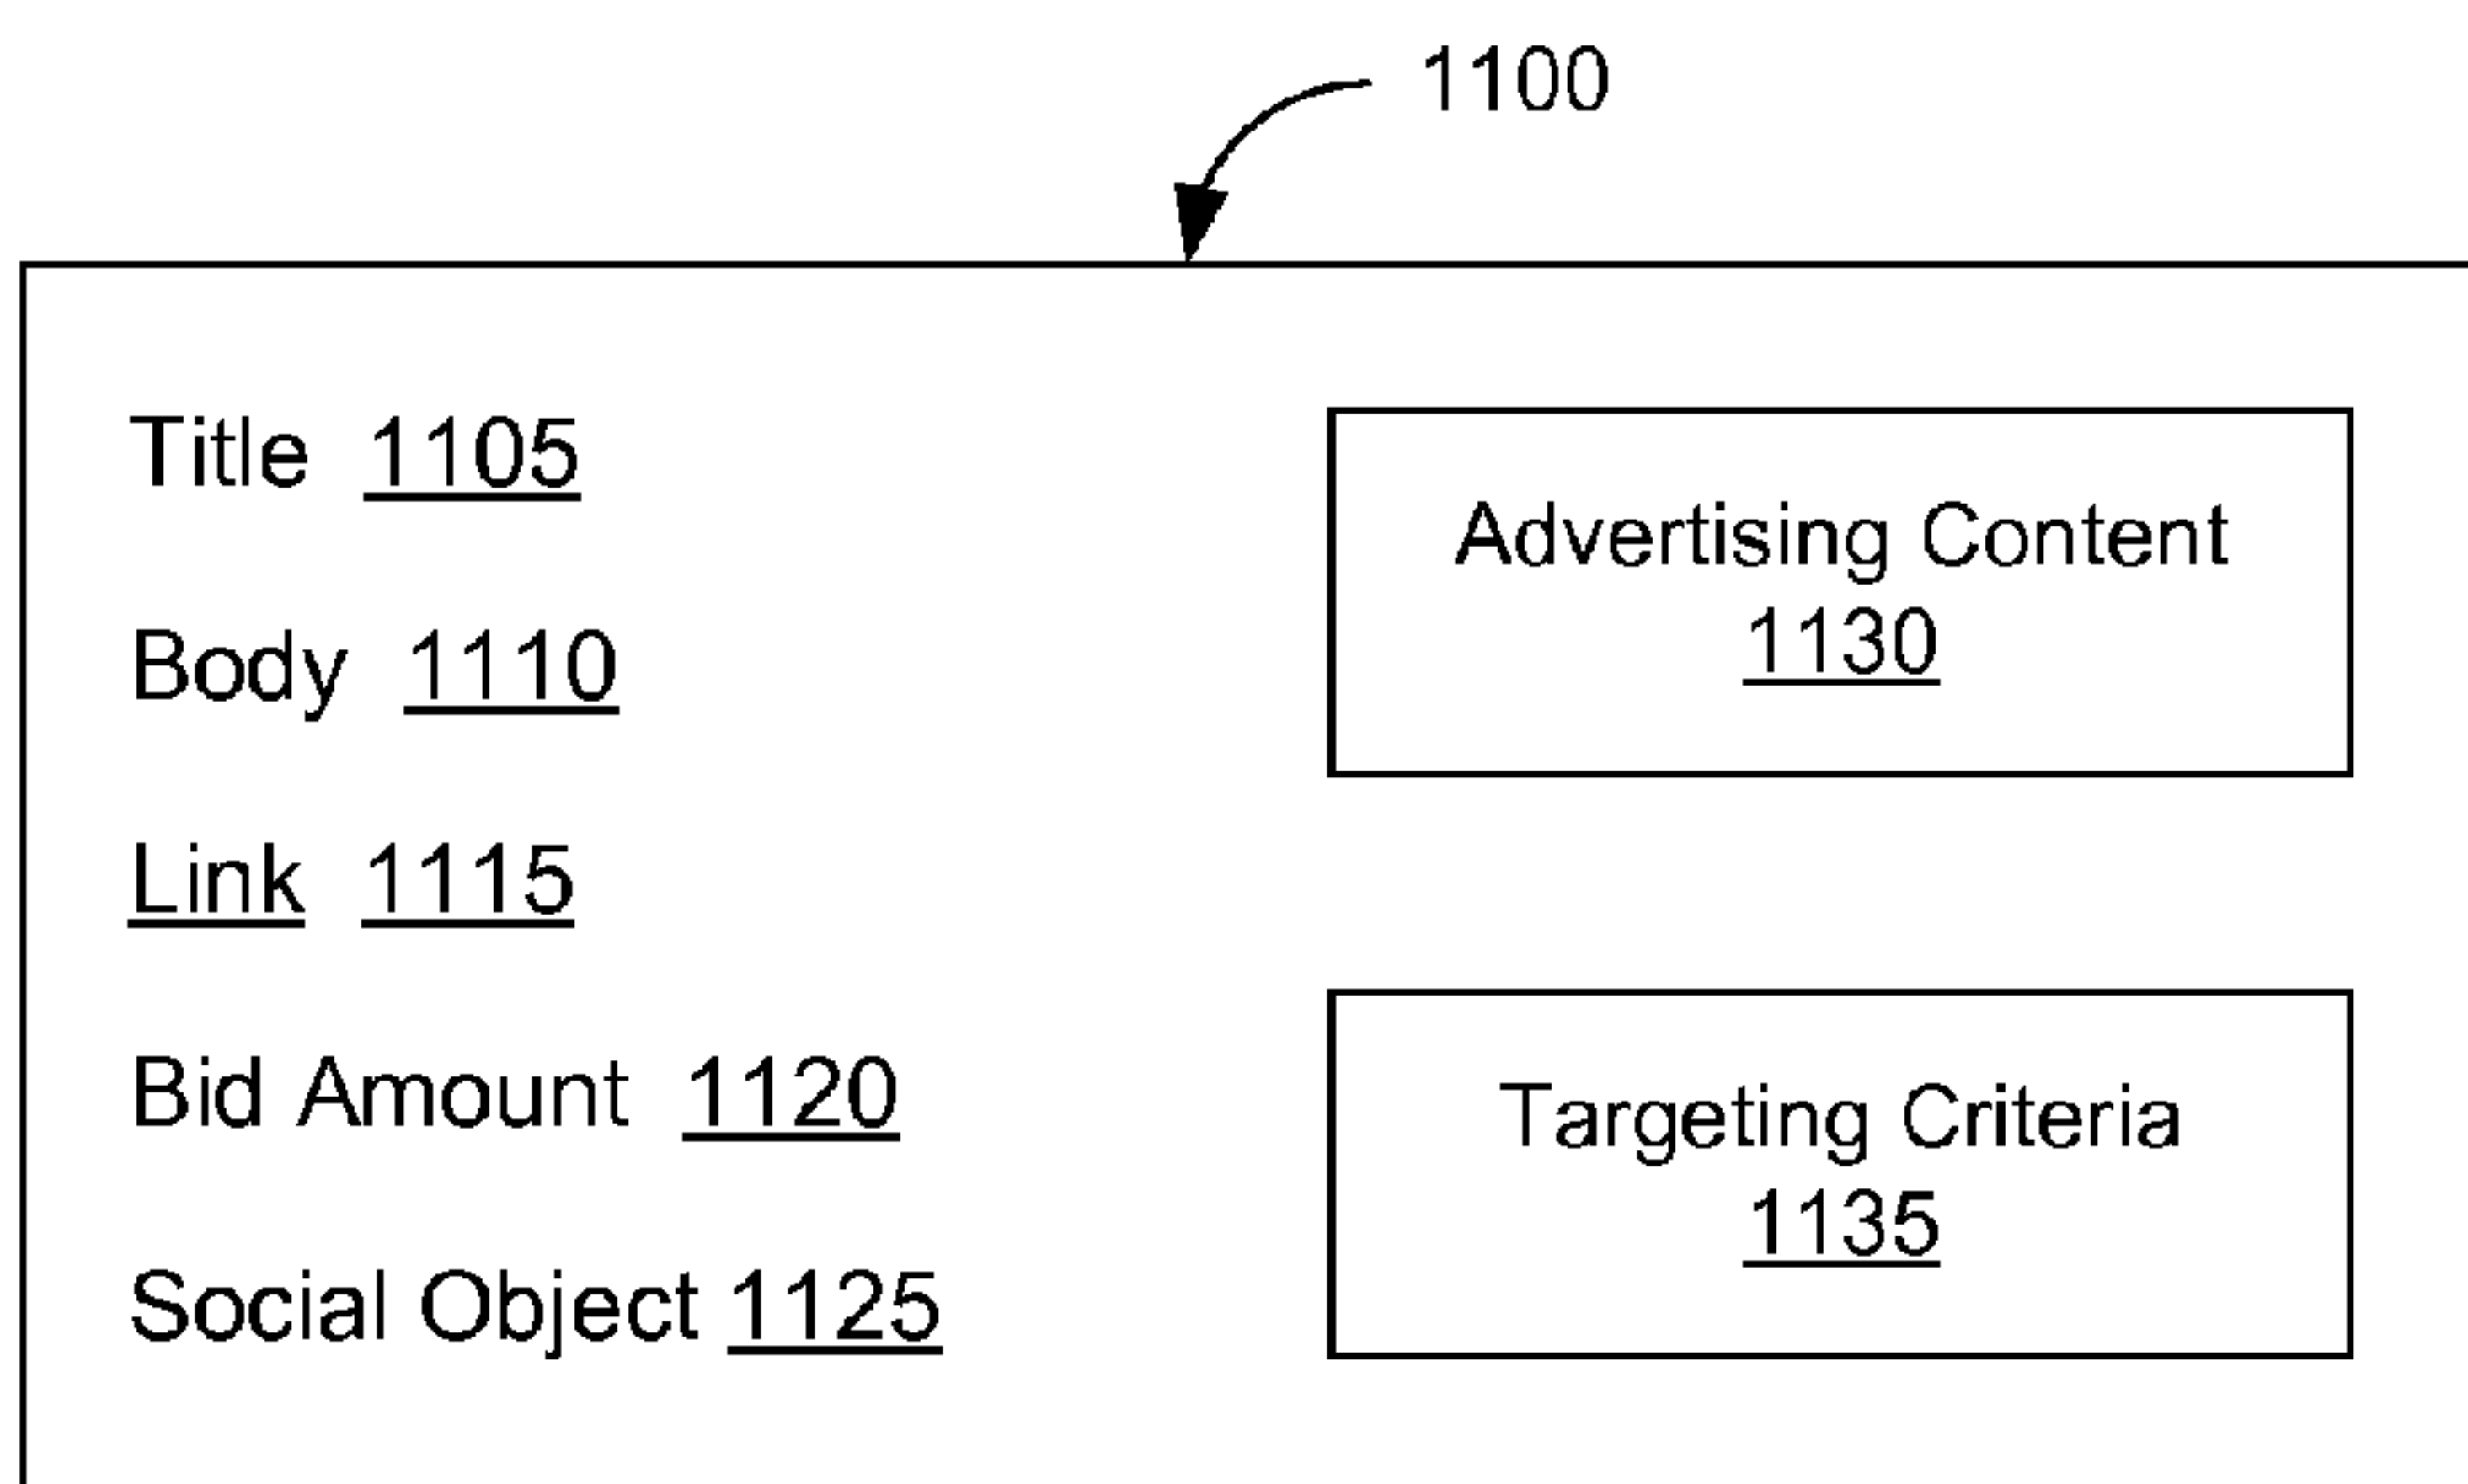 1100
Title 1105
Body 1110
Link 1115
Bid Amount 1120
Social Object 1125
Advertising Content
1130
Targeting Criteria
1135